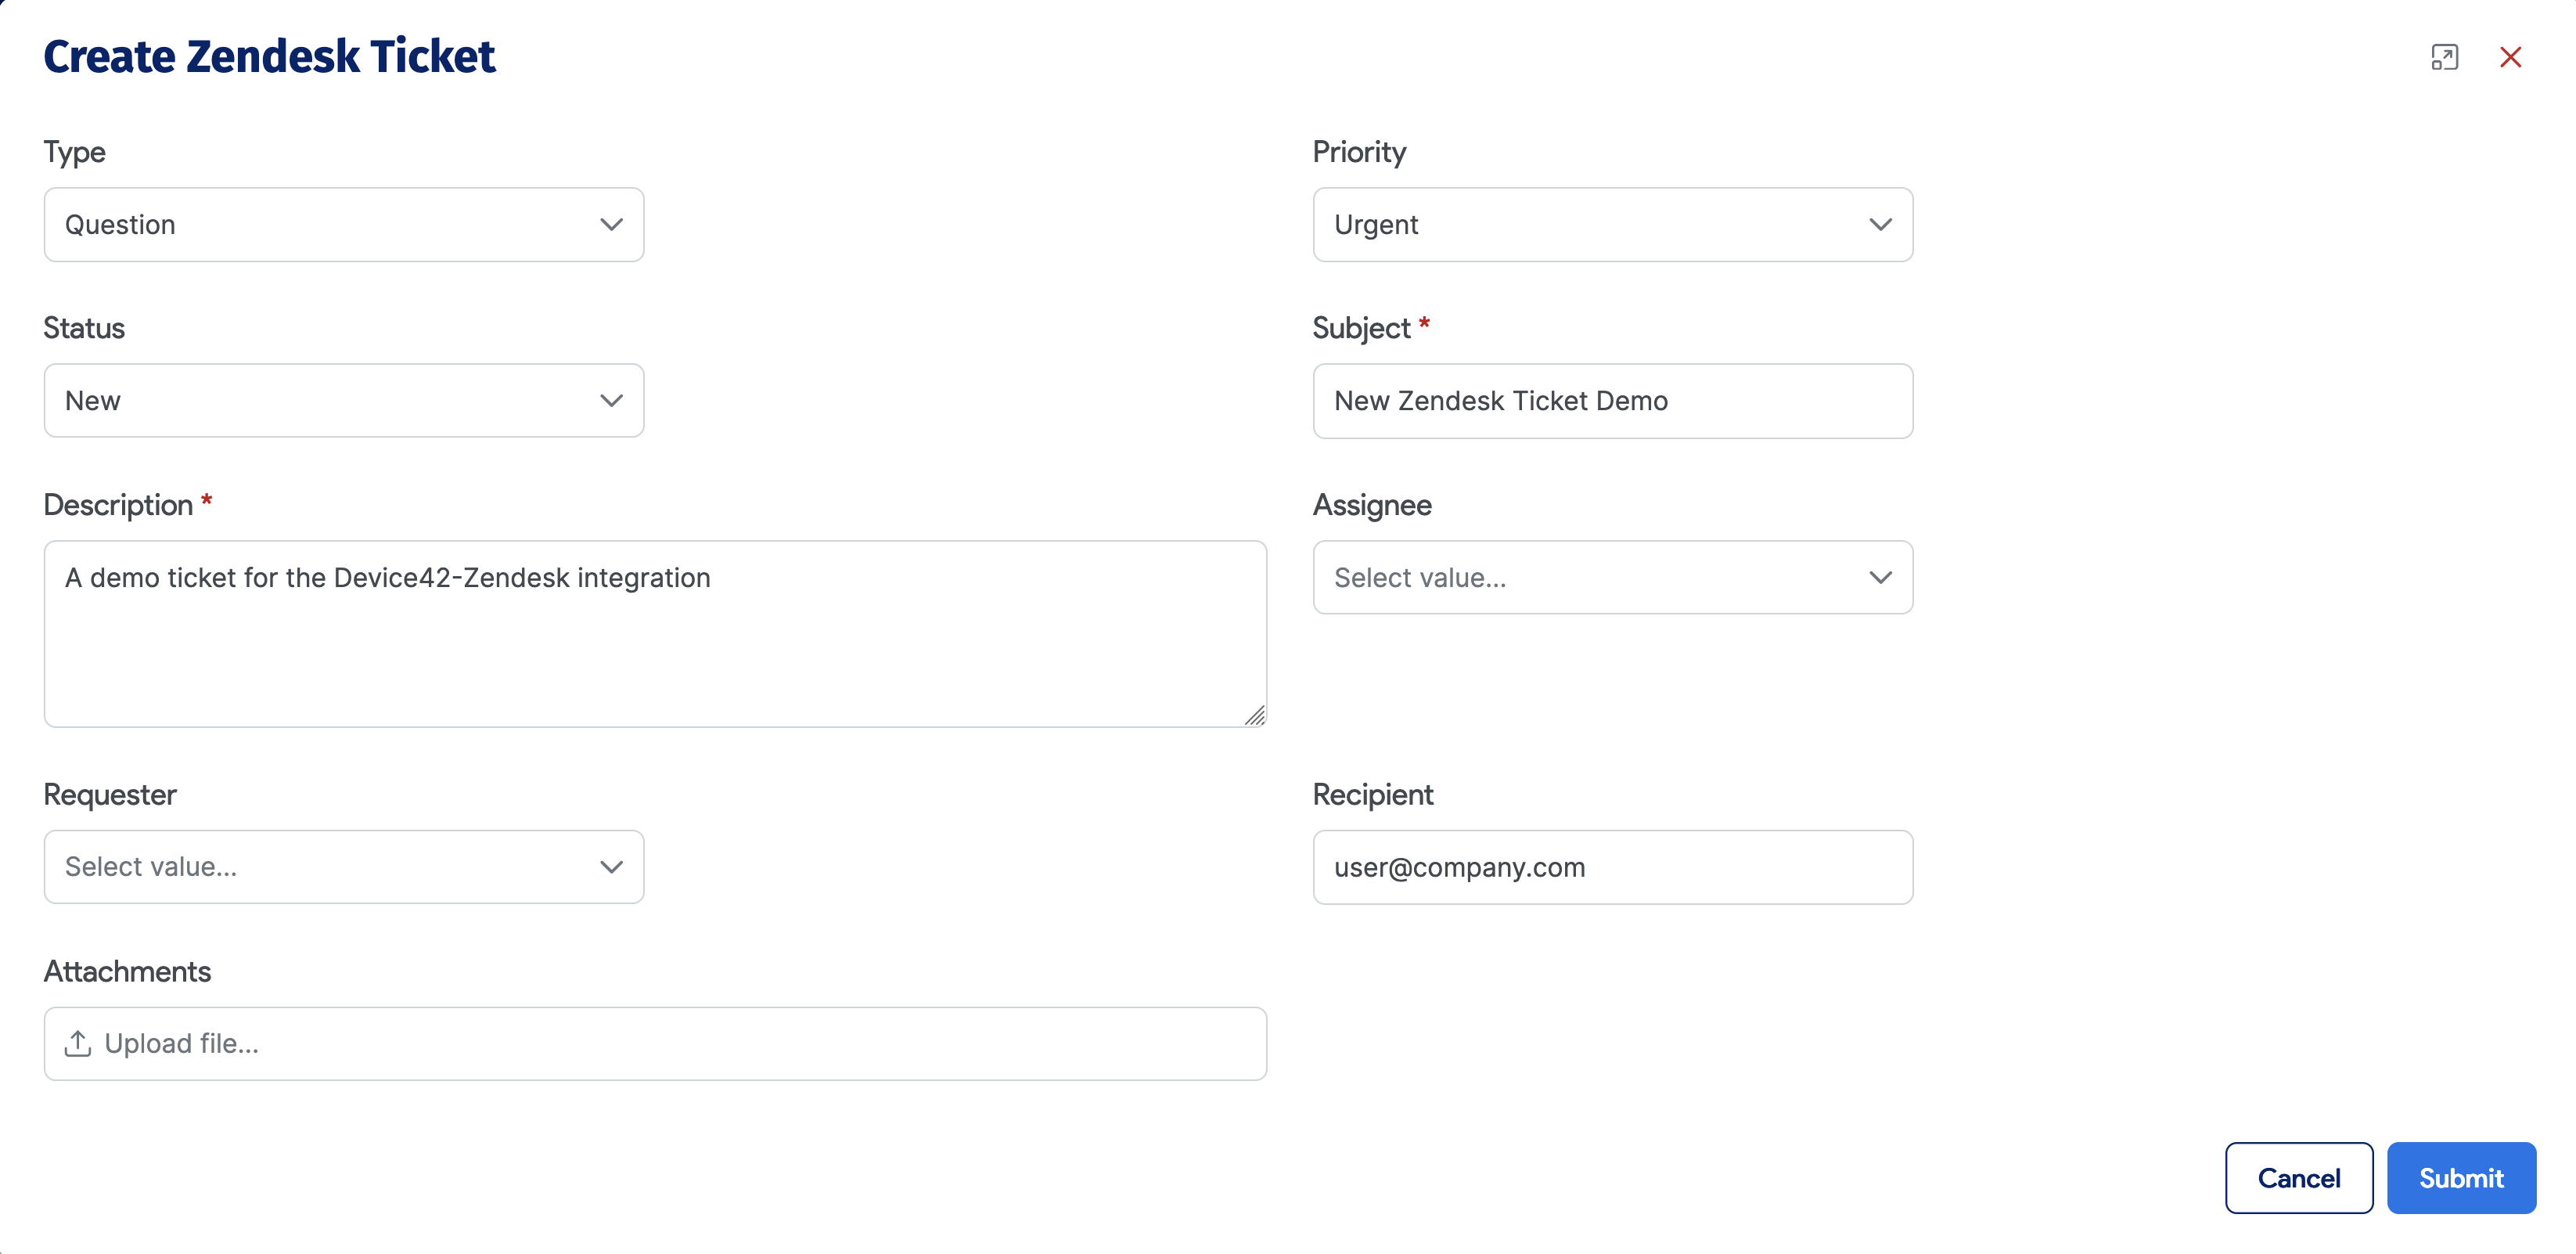 Create Zendesk Ticket
Type
Priority
Question
Urgent
Status
Subject *
New
New Zendesk Ticket Demo
Description *
Assignee
A demo ticket for the Device42-Zendesk integration
Select value...
Requester
Recipient
Select value...
user@company.com
Attachments
Upload file...
Cancel
Submit